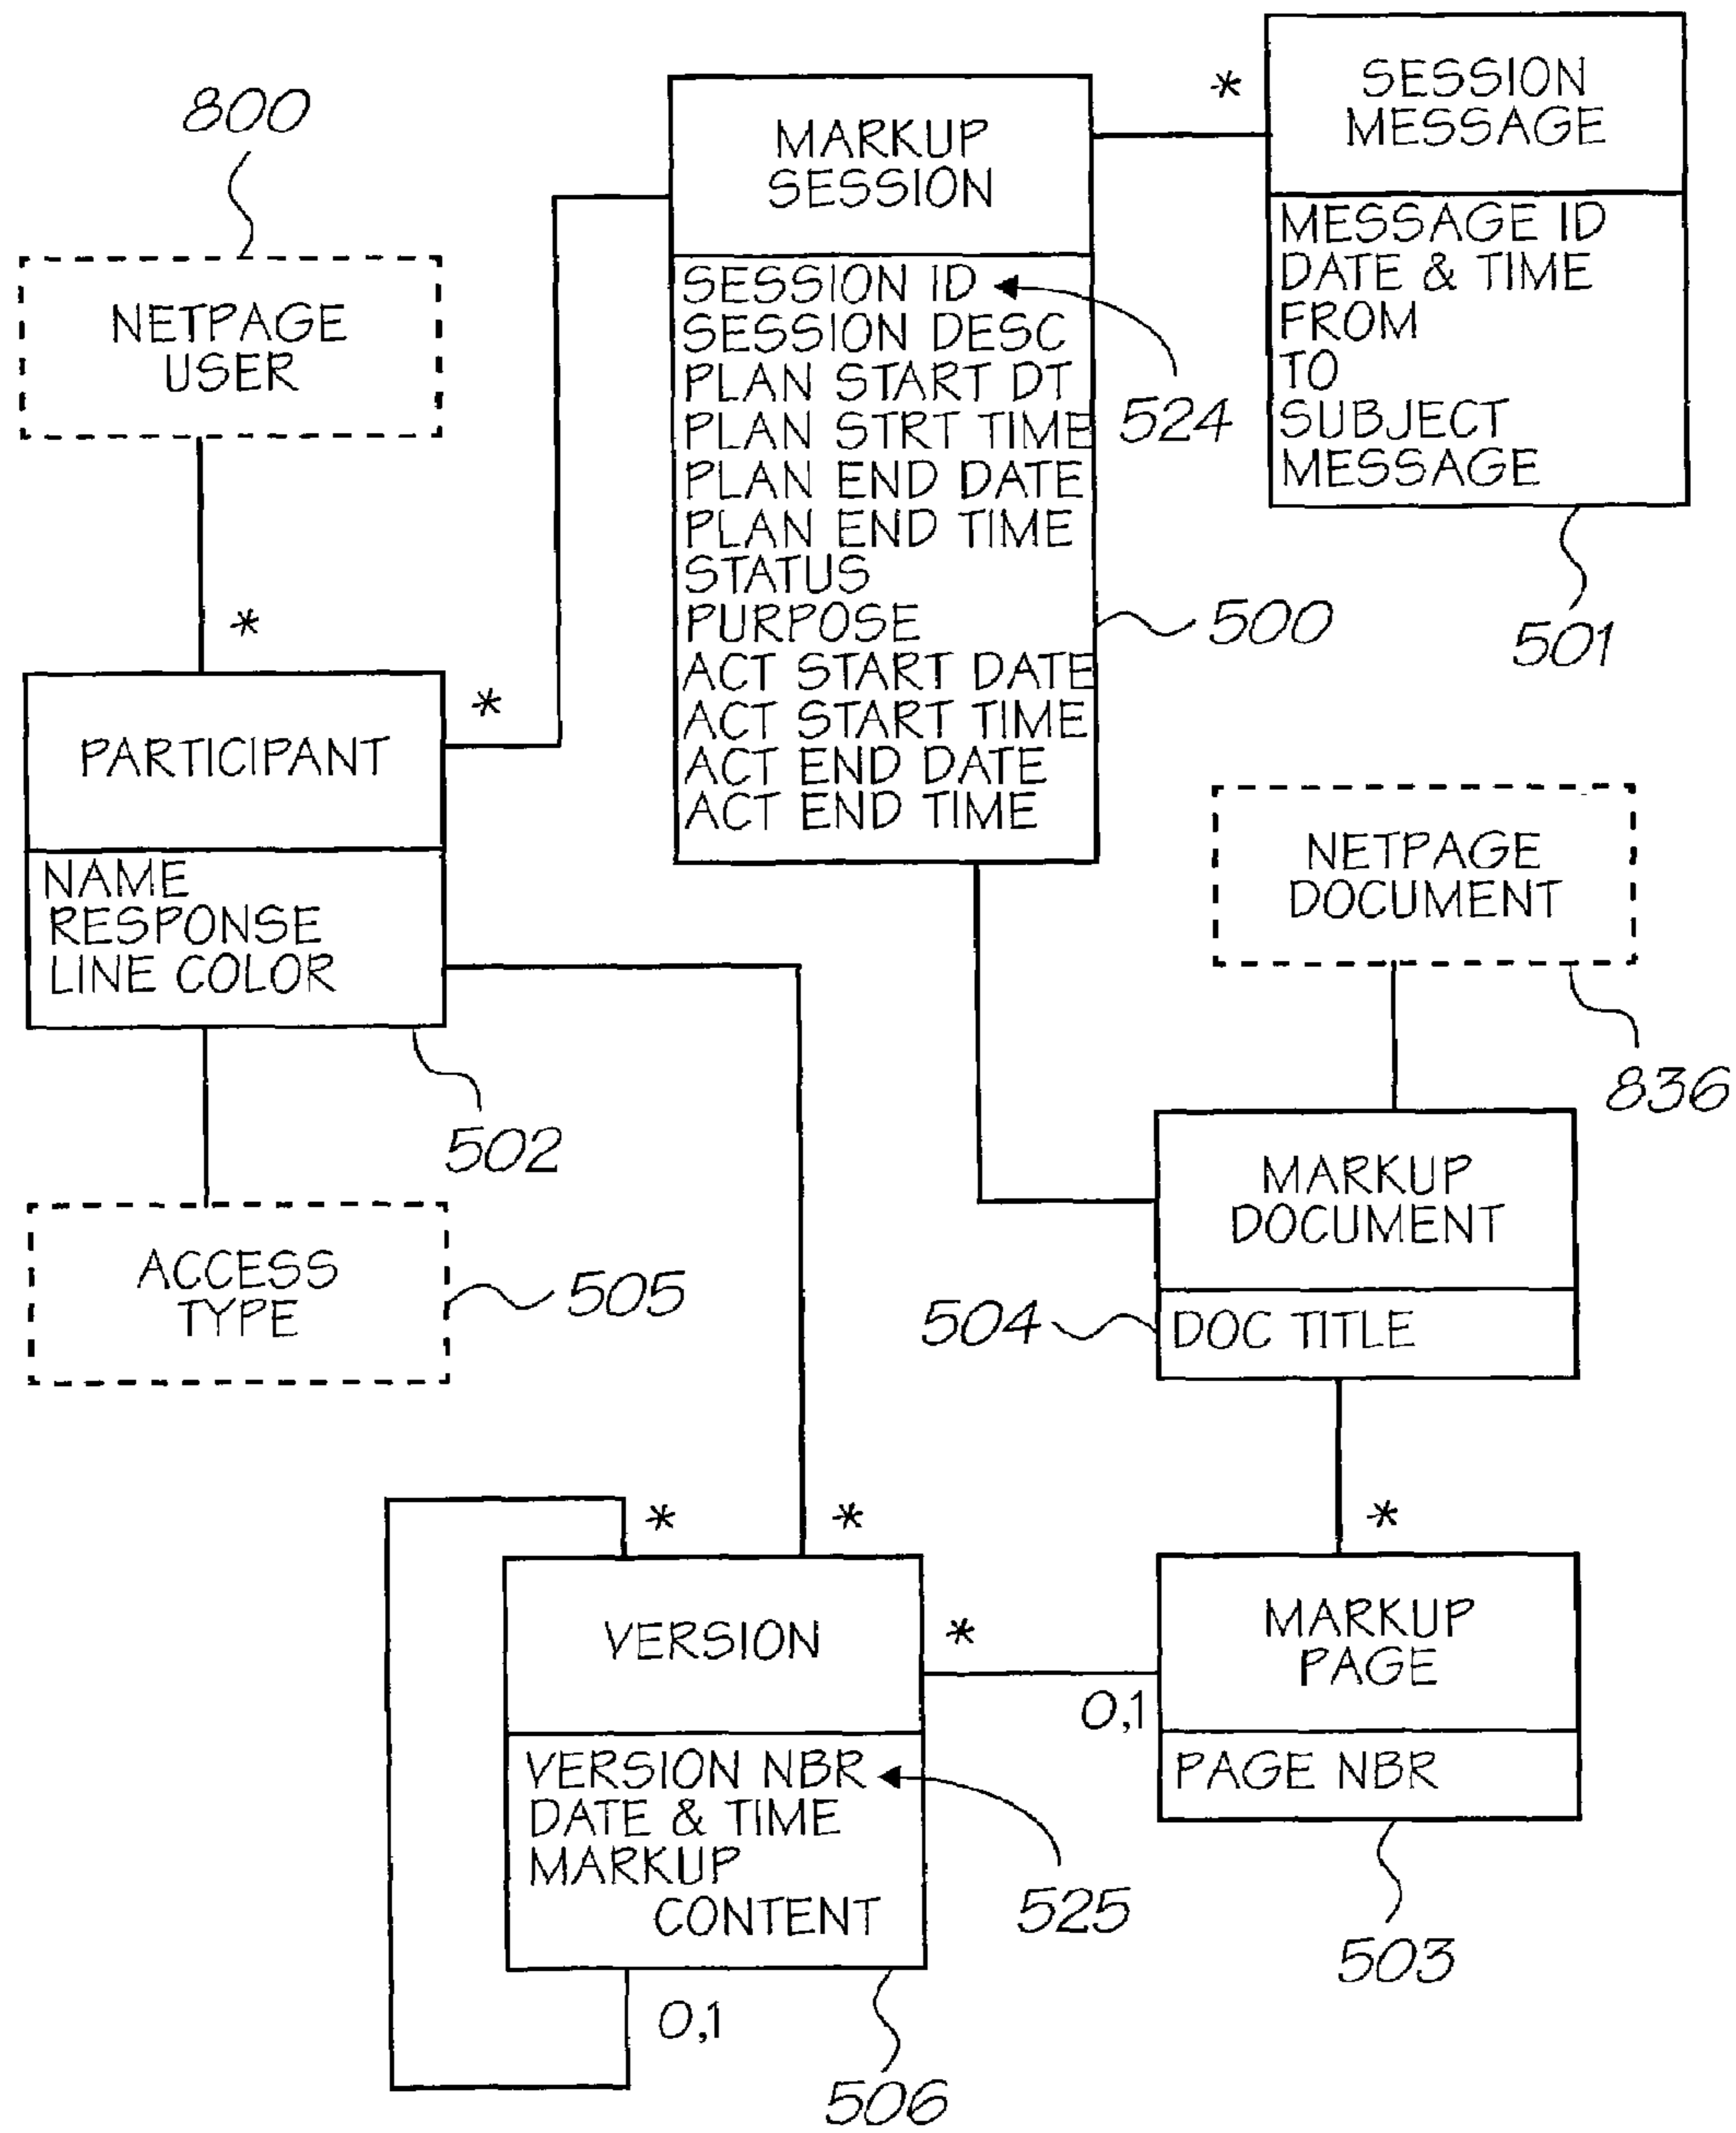 800
NETPAGE
USER
*
MARKUP
SESSION
SESSION ID
SESSION DESC
PLAN START DT
PLAN STRT TIME
PLAN END DATE
PLAN END TIME
STATUS
PURPOSE
ACT START DATE
ACT START TIME
ACT END DATE
ACT END TIME
524
500
*
SESSION
MESSAGE
MESSAGE ID
DATE & TIME
FROM
TO
SUBJECT
MESSAGE
501
*
PARTICIPANT
NAME
RESPONSE
LINE COLOR
502
ACCESS
TYPE
505
NETPAGE
DOCUMENT
836
MARKUP
DOCUMENT
504
DOC TITLE
*
*
*
VERSION
*
0,1
VERSION NBR
DATE & TIME
MARKUP
CONTENT
525
0,1
506
MARKUP
PAGE
PAGE NBR
503